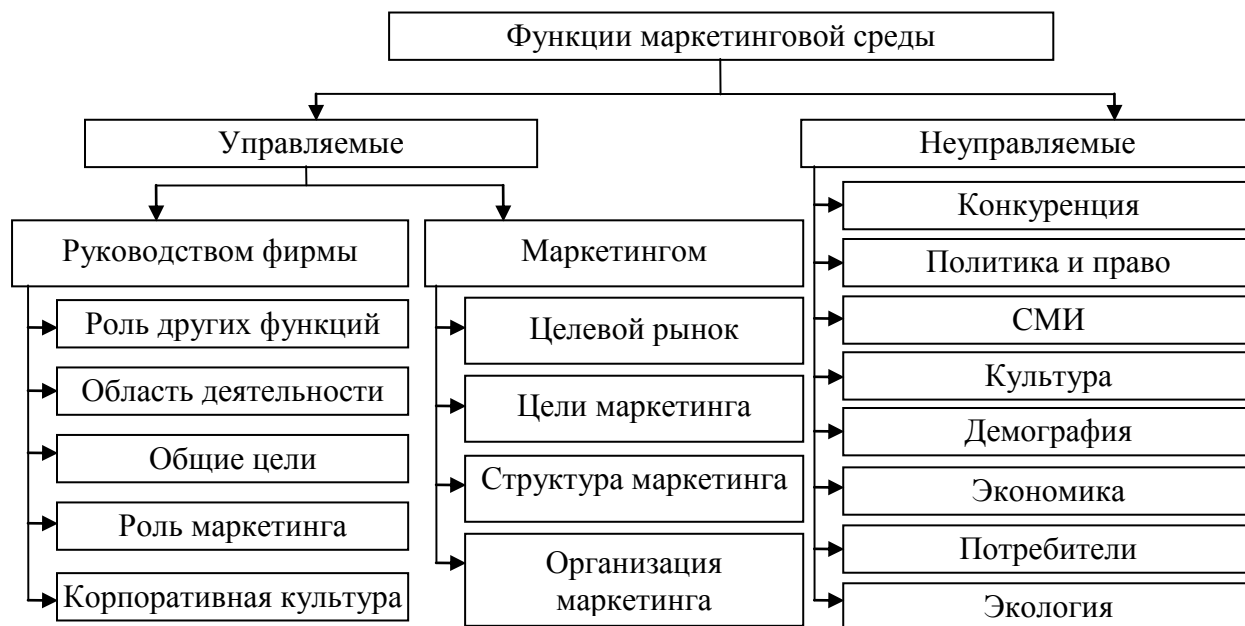 Функции маркетинговой среды
Управляемые
Неуправляемые
Руководством фирмы
Роль других функций
Область деятельности
Общие цели
Роль маркетинга
Корпоративная культура
Маркетингом
Целевой рынок
Цели маркетинга
Структура маркетинга
Организация
маркетинга
Конкуренция
Политика и право
СМИ
Культура
Демография
Экономика
Потребители
Экология